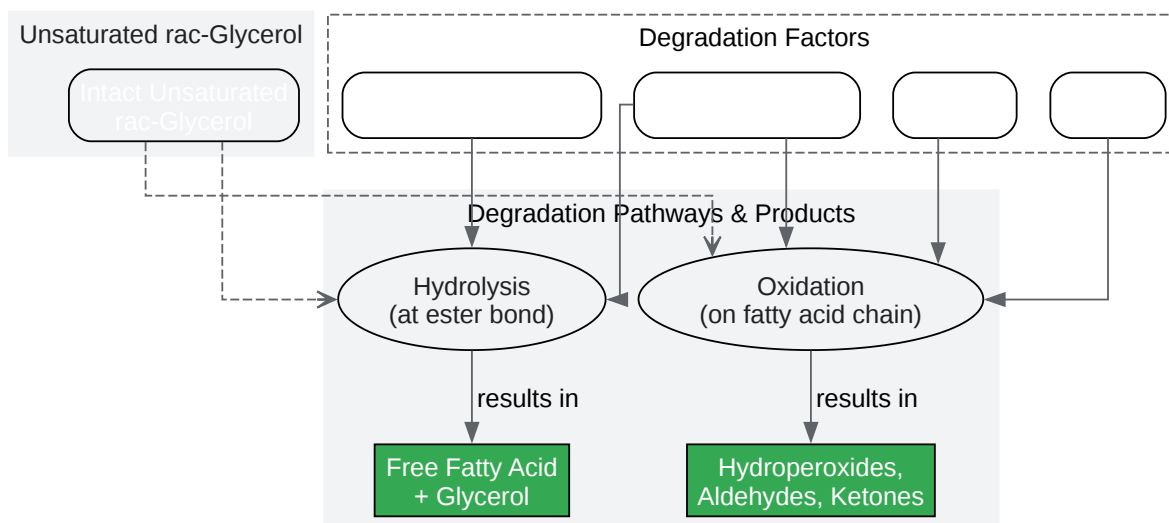 Unsaturated rac-Glycerol
Degradation Factors
Intact Unsaturated
rac-Glycerol
Degradation Pathways & Products
Hydrolysis
(at ester bond)
Oxidation
(on fatty acid chain)
results in
results in
Free Fatty Acid
+ Glycerol
Hydroperoxides,
Aldehydes, Ketones